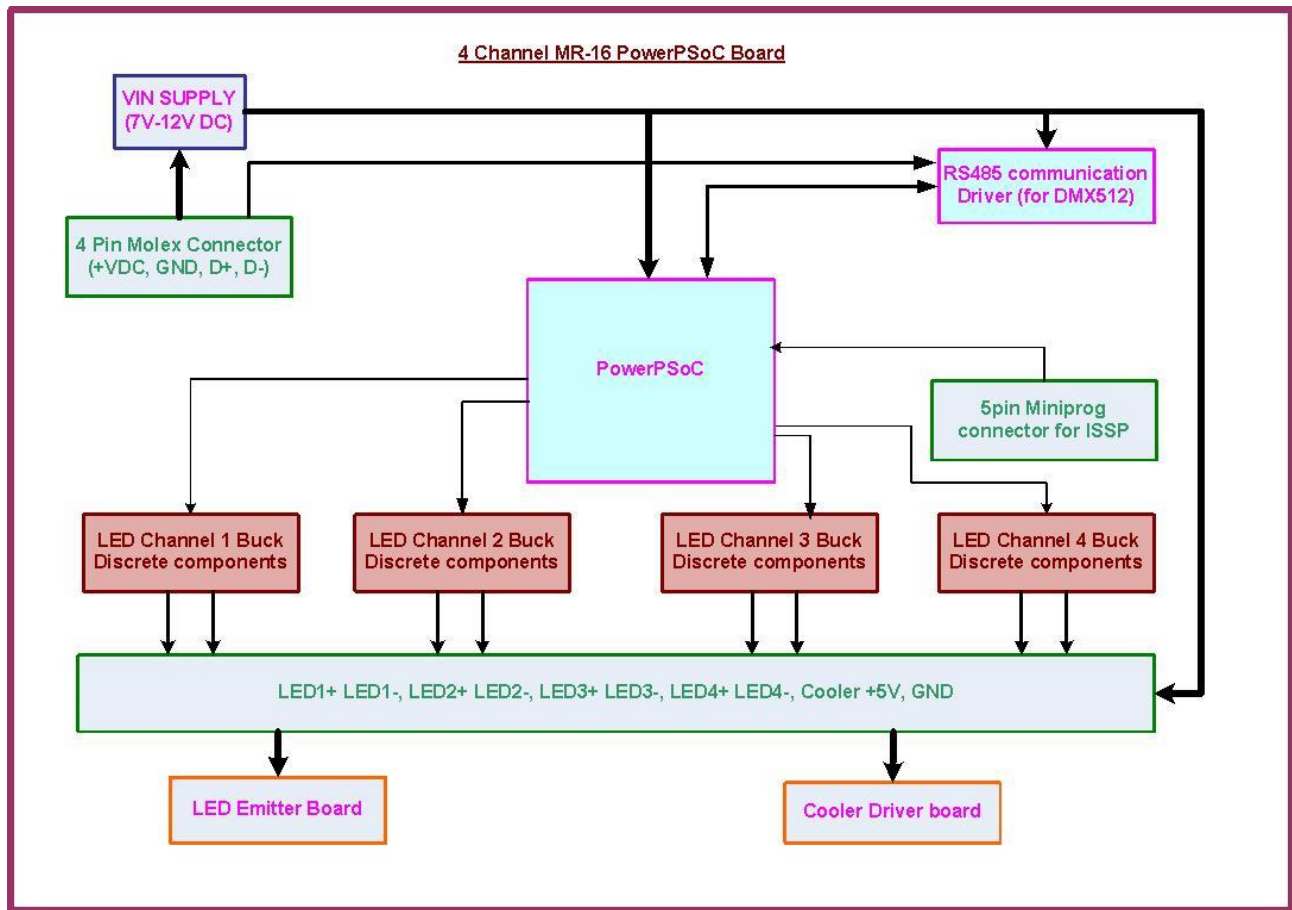 4 Channel MR-16 PowerPSoC Board
VIN SUPPLY
(7V-12V DC)
RS485 communication
Driver (for DMX512)
4 Pin Molex Connector
(+VDC, GND, D+, D-)
PowerPSoC
5pin Miniprog
connector for ISSP
LED Channel 1 Buck
Discrete components
LED Channel 2 Buck
Discrete components
LED Channel 3 Buck
Discrete components
LED Channel 4 Buck
Discrete components
LED1+ LED1-, LED2+ LED2-, LED3+ LED3-, LED4+ LED4-, Cooler +5V, GND
LED Emitter Board
Cooler Driver board